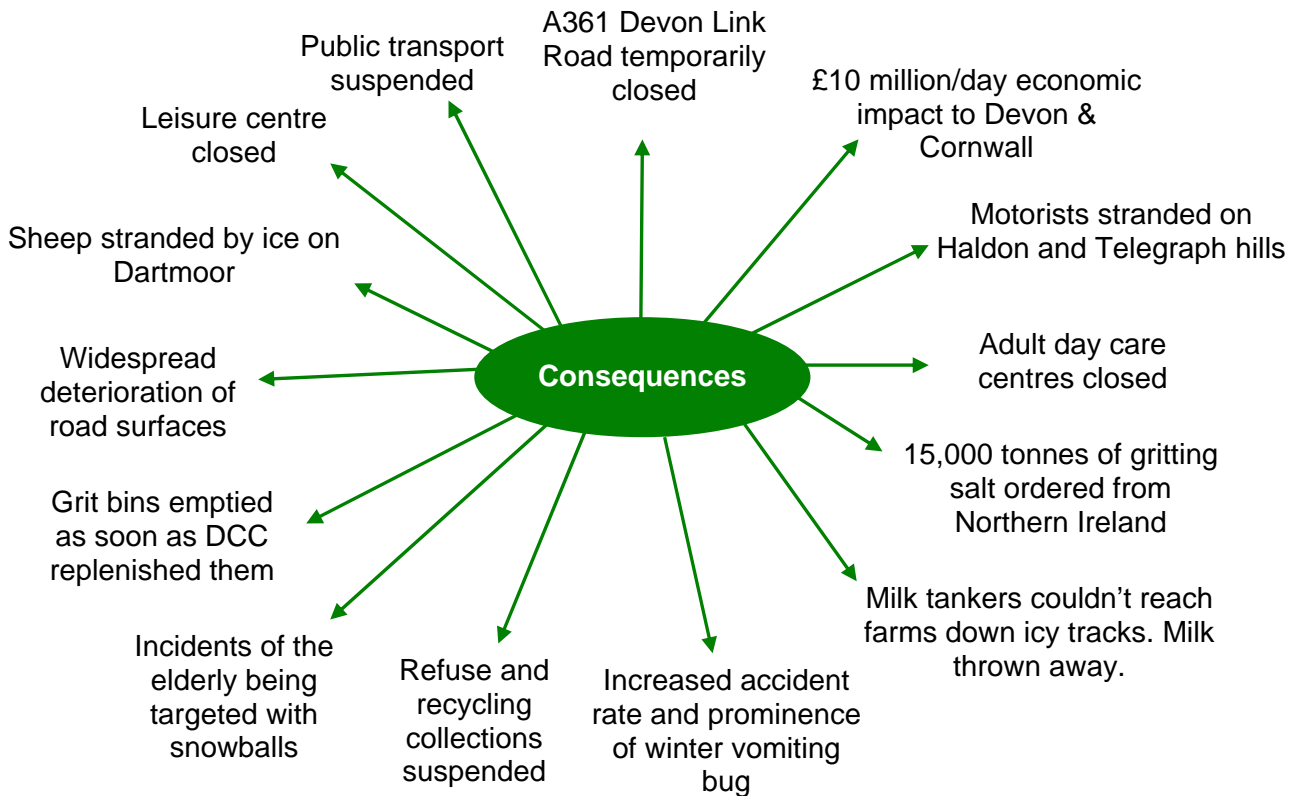 A361 Devon Link
Road temporarily
closed
Public transport
suspended
£10 million/day economic
impact to Devon &
Cornwall
Leisure centre
closed
Motorists stranded on
Haldon and Telegraph hills
Sheep stranded by ice on
Dartmoor
Consequences
Adult day care
centres closed
Widespread
deterioration of
road surfaces
15,000 tonnes of gritting
salt ordered from
Northern Ireland
Grit bins emptied
as soon as DCC
replenished them
Milk tankers couldn’t reach
farms down icy tracks. Milk
thrown away.
Incidents of the
elderly being
targeted with
snowballs
Refuse and
recycling
collections
suspended
Increased accident
rate and prominence
of winter vomiting
bug